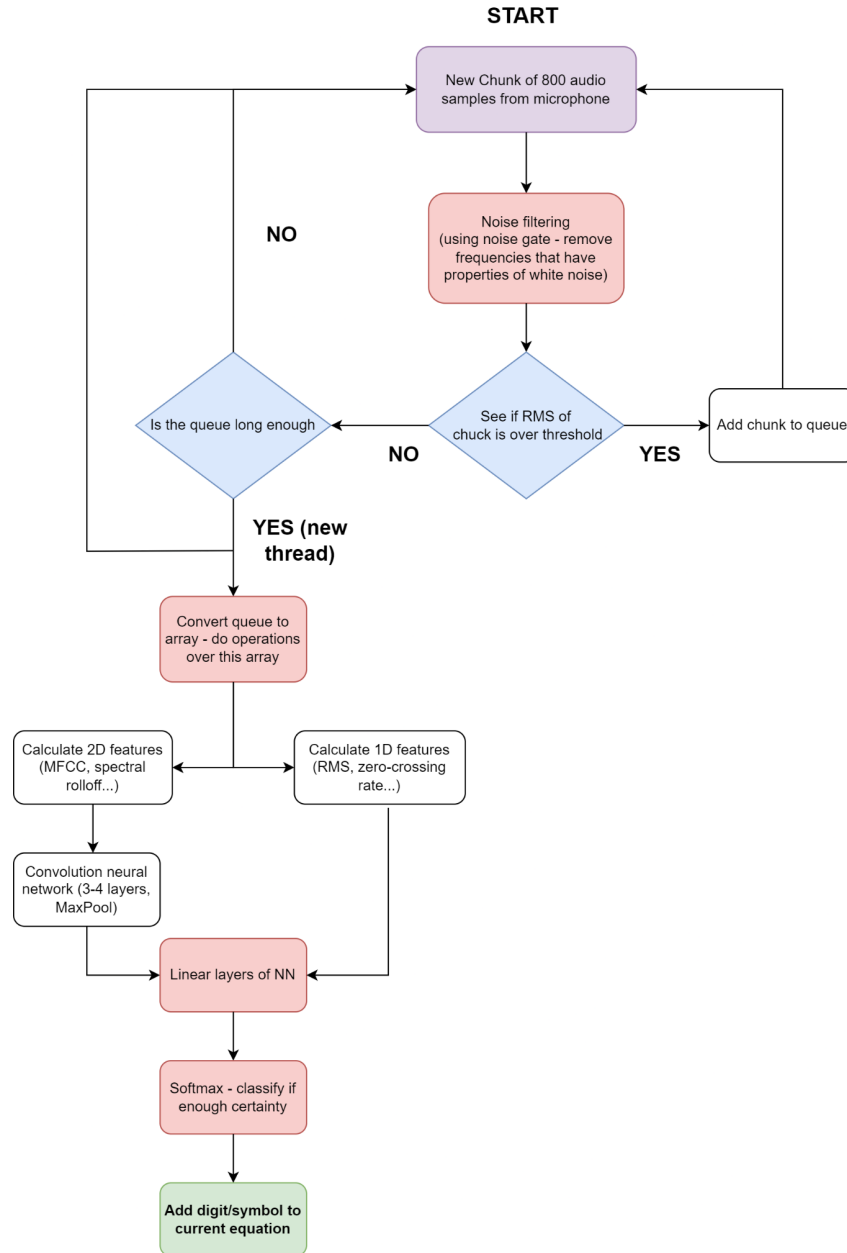 START
New Chunk of 800 audio
samples from microphone
Noise filtering
(using noise gate - remove
frequencies that have
properties of white noise)
NO
Is the queue long enough
See if RMS of
chuck is over threshold
Add chunk to queue
NO
YES
YES (new
thread)
Convert queue to
array - do operations
over this array
Calculate 2D features
(MFCC, spectral
rolloff...)
Calculate 1D features
(RMS, zero-crossing
rate...)
Convolution neural
network (3-4 layers,
MaxPool)
Linear layers of NN
Softmax - classify if
enough certainty
Add digit/symbol to
current equation